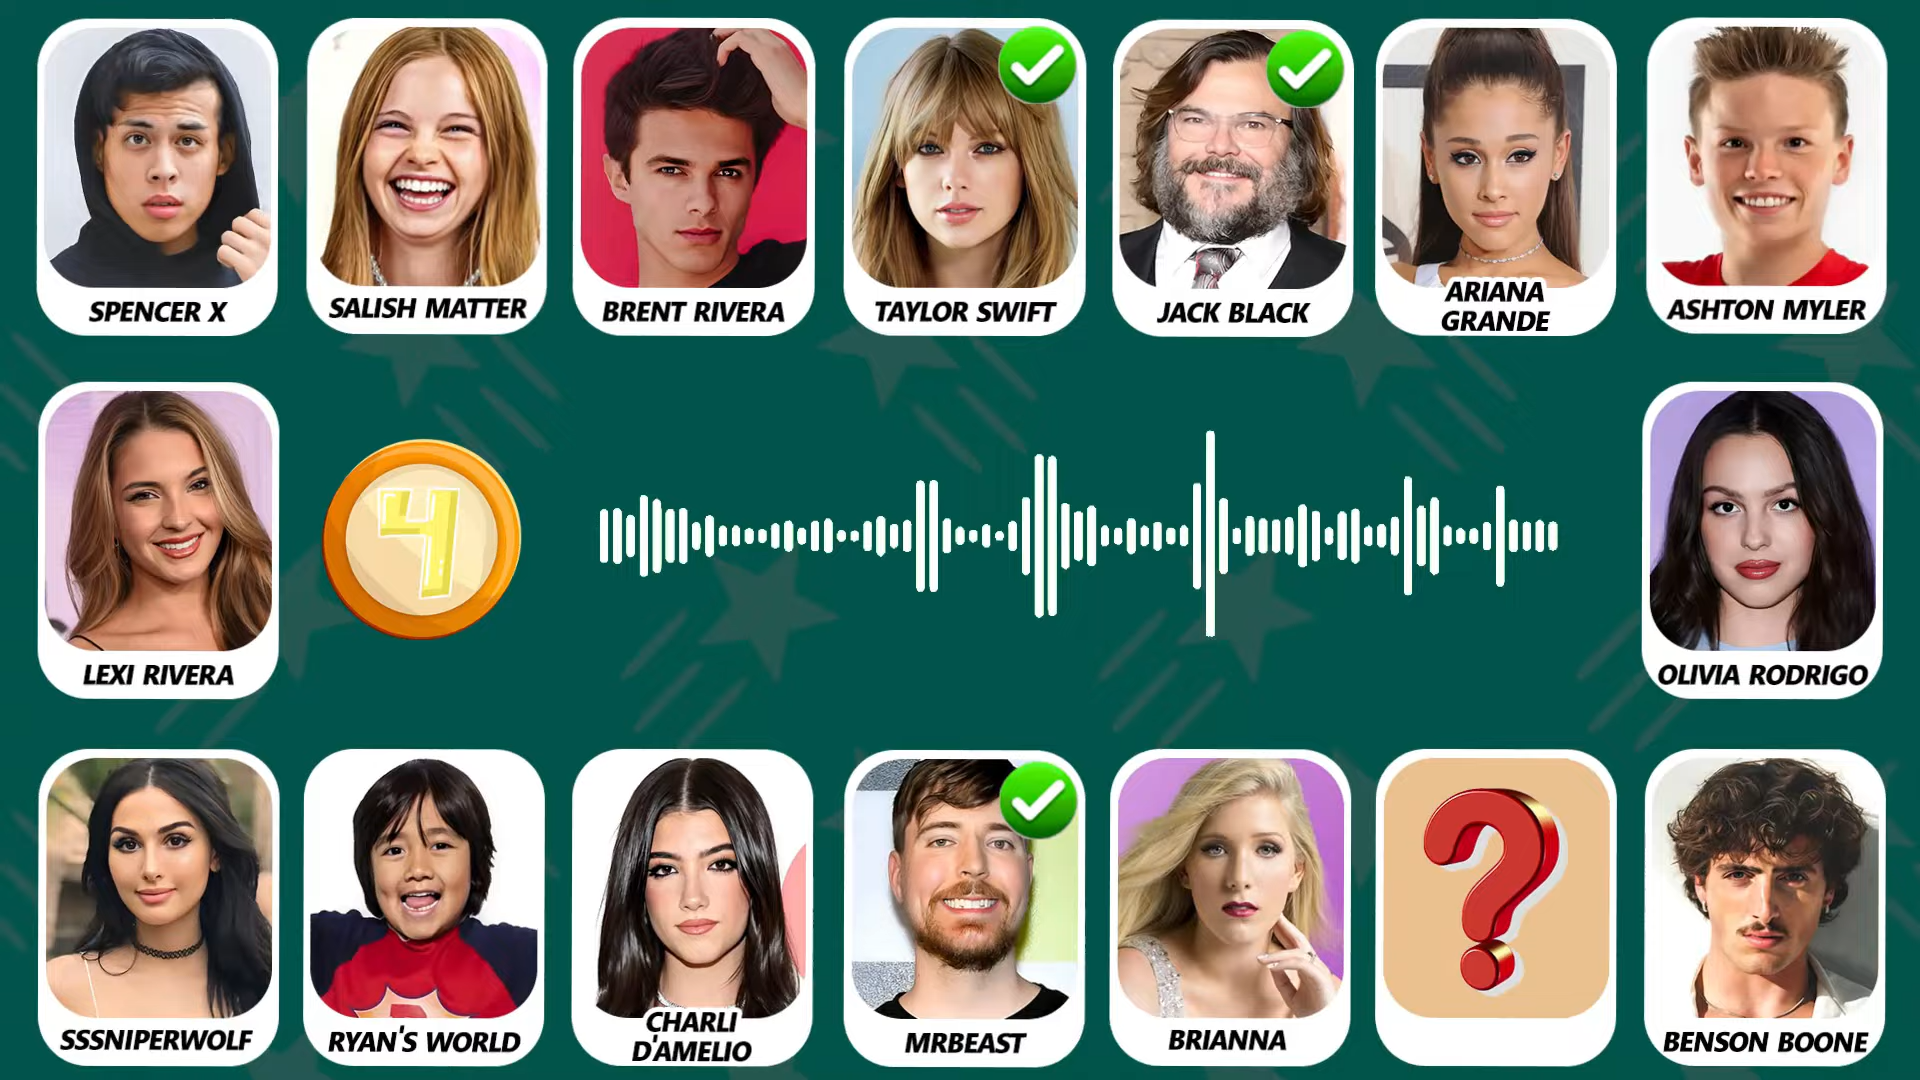 SPENCER X
SALISH MATTER
BRENT RIVERA
TAYLOR SWIFT
JACK BLACK
ARIANA
GRANDE
ASHTON MYLER
LEXI RIVERA
4
OLIVIA RODRIGO
SSSNIPERWOLF
RYAN'S WORLD
CHARLI
D'AMELIO
MRBEAST
BRIANNA
?
BENSON BOONE